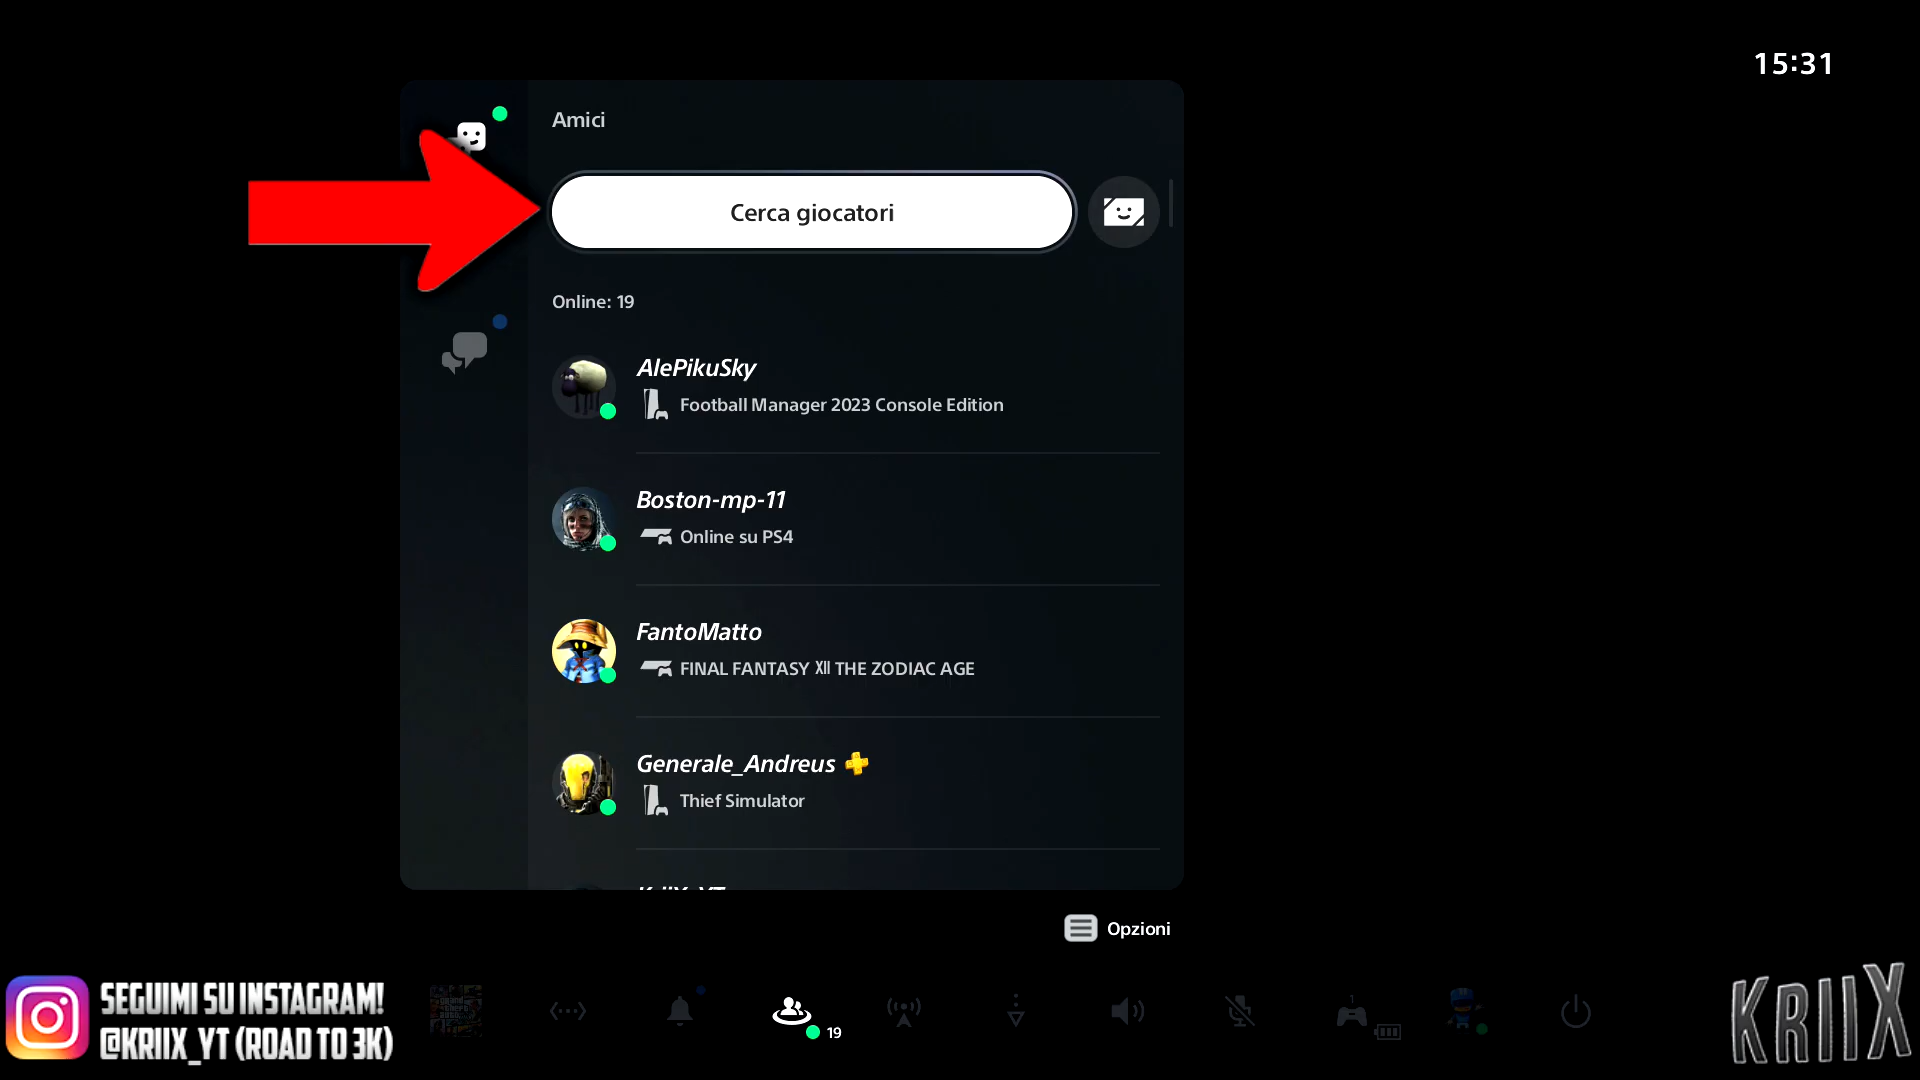 15:31
Amici
Cerca giocatori
Online: 19
AlePikuSky
Football Manager 2023 Console Edition
Boston-mp-11
Online su PS4
FantoMatto
FINAL FANTASY XII THE ZODIAC AGE
Generale_Andreus
Thief Simulator
Opzioni
SEGUIMI SU INSTAGRAM!
@KRIIX_YT (ROAD TO 3K)
19
1
KRIIX